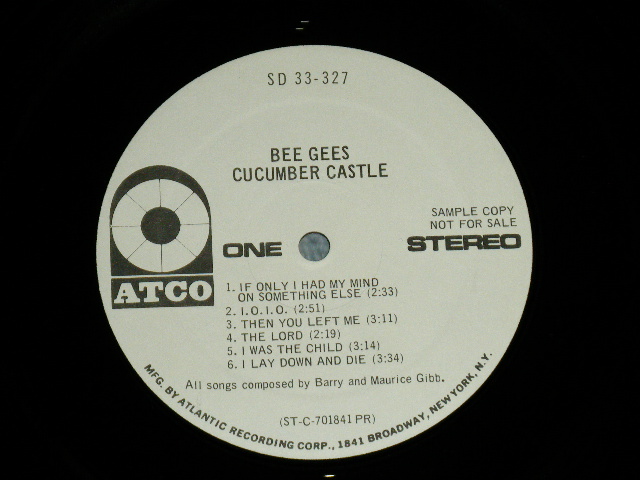 SD 33-327
BEE GEES
CUCUMBER CASTLE
SAMPLE COPY
NOT FOR SALE
ONE
STEREO
ATCO
1. IF ONLY I HAD MY MIND
ON SOMETHING ELSE (2:33)
2. I.O.I.O. (2:51)
3. THEN YOU LEFT ME (3:11)
4. THE LORD (2:19)
5. I WAS THE CHILD (3:14)
6. I LAY DOWN AND DIE (3:34)
All songs composed by Barry and Maurice Gibb.
(ST-C-701841 PR)
MFG. BY ATLANTIC RECORDING CORP., 1841 BROADWAY, NEW YORK, N.Y.